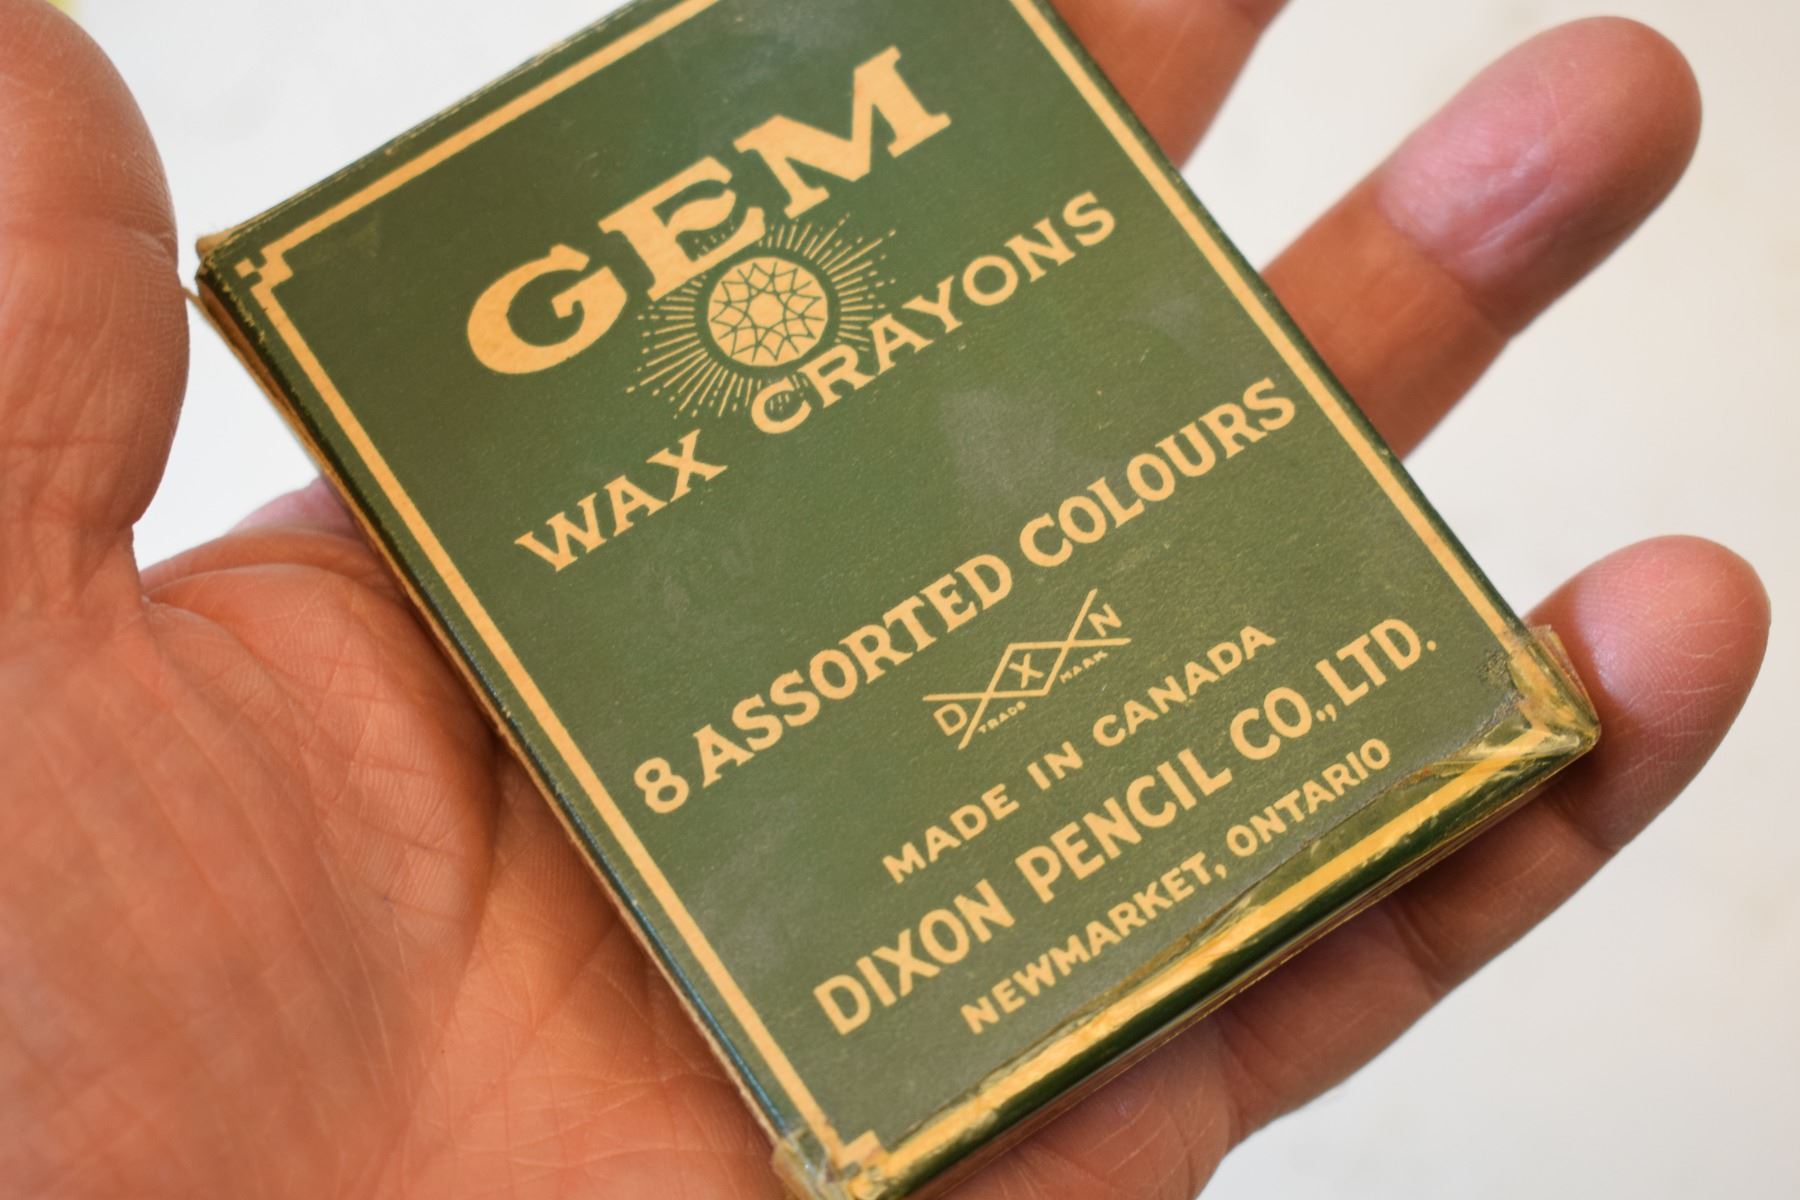 GEM
WAX CRAYONS
8 ASSORTED COLOURS
D X N
TRADE MARK
MADE IN CANADA
DIXON PENCIL CO., LTD.
NEWMARKET, ONTARIO